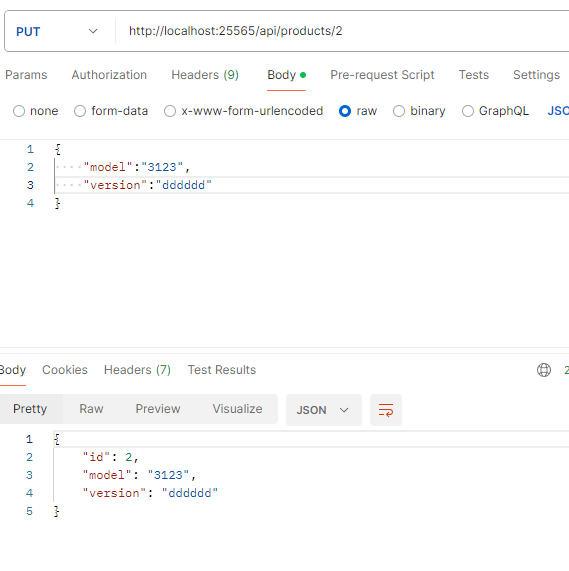 PUT http://localhost:25565/api/products/2
Params Authorization Headers (9) Body Pre-request Script Tests Settings
none form-data x-www-form-urlencoded raw binary GraphQL JSO
1 {
2 "model":"3123",
3 "version":"dddddd"
4 }
Body Cookies Headers (7) Test Results 2
Pretty Raw Preview Visualize JSON
1 {
2 "id": 2,
3 "model": "3123",
4 "version": "dddddd"
5 }